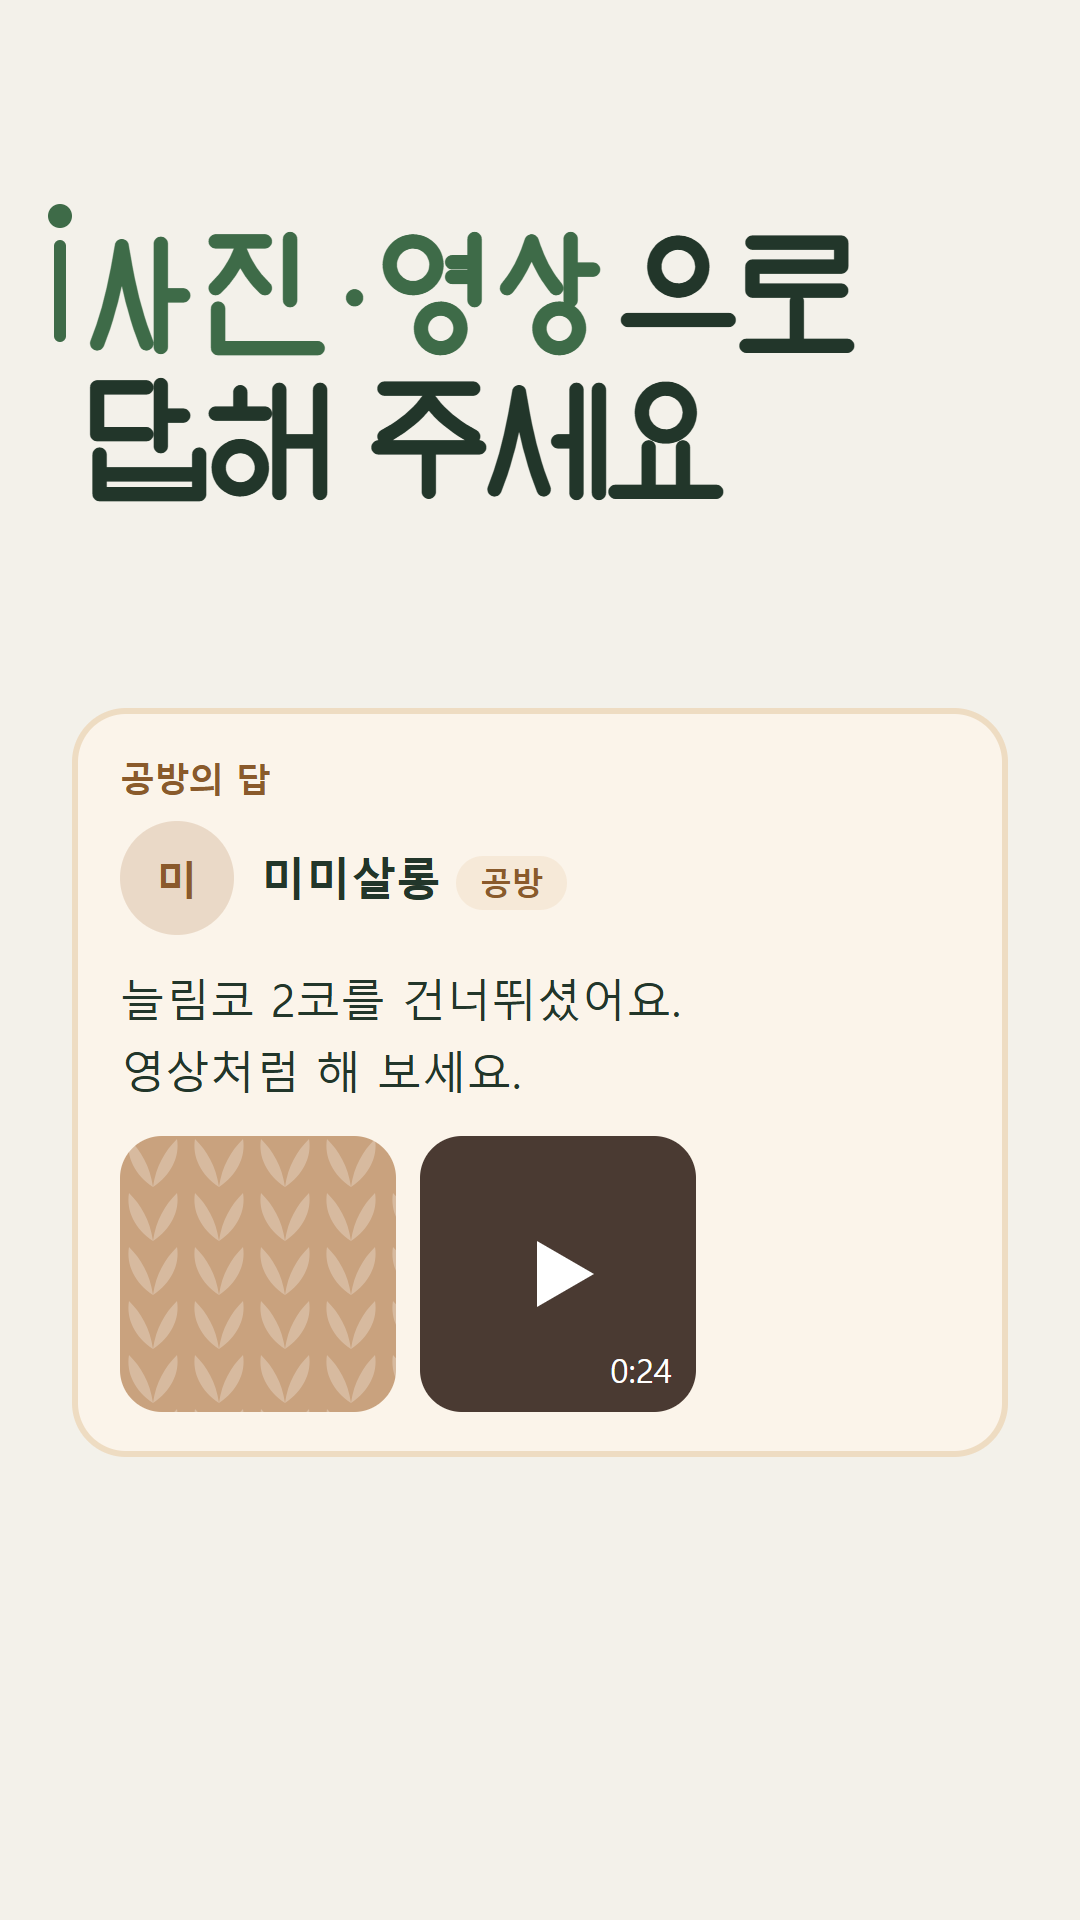 사진·영상으로
답해 주세요
공방의 답
미
미미살롱 공방
늘림코 2코를 건너뛰셨어요.
영상처럼 해 보세요.
0:24